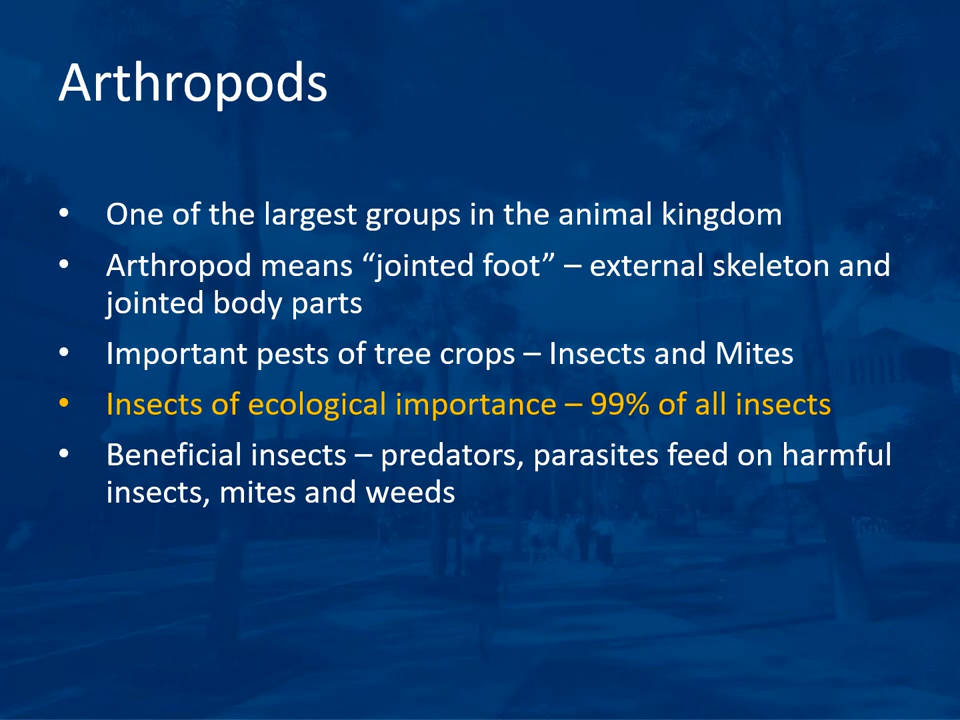 Arthropods
• One of the largest groups in the animal kingdom
• Arthropod means “jointed foot” – external skeleton and
jointed body parts
• Important pests of tree crops – Insects and Mites
• Insects of ecological importance – 99% of all insects
• Beneficial insects – predators, parasites feed on harmful
insects, mites and weeds